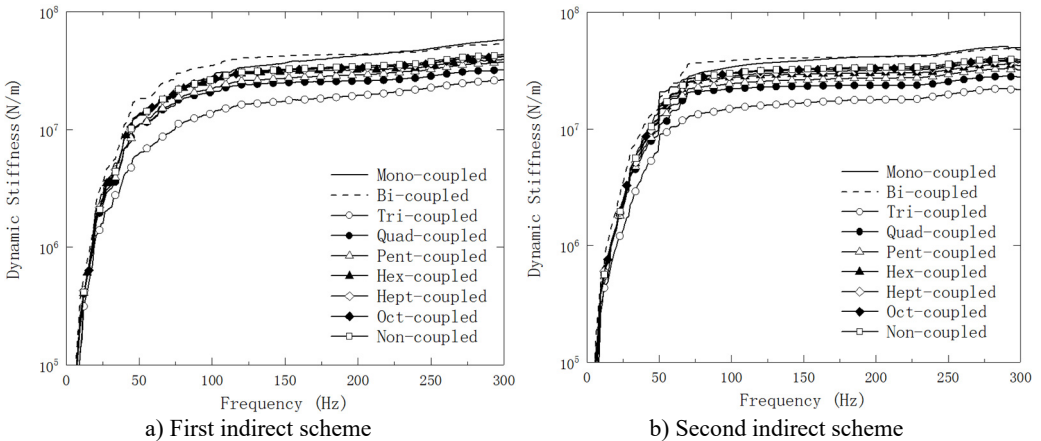 10^8
10^7
10^6
10^5
Dynamic Stiffness(N/m)
Mono-coupled
Bi-coupled
Tri-coupled
Quad-coupled
Pent-coupled
Hex-coupled
Hept-coupled
Oct-coupled
Non-coupled
0 50 100 150 200 250 300
Frequency (Hz)
a) First indirect scheme
10^8
10^7
10^6
10^5
Dynamic Stiffness(N/m)
Mono-coupled
Bi-coupled
Tri-coupled
Quad-coupled
Pent-coupled
Hex-coupled
Hept-coupled
Oct-coupled
Non-coupled
0 50 100 150 200 250 300
Frequency (Hz)
b) Second indirect scheme